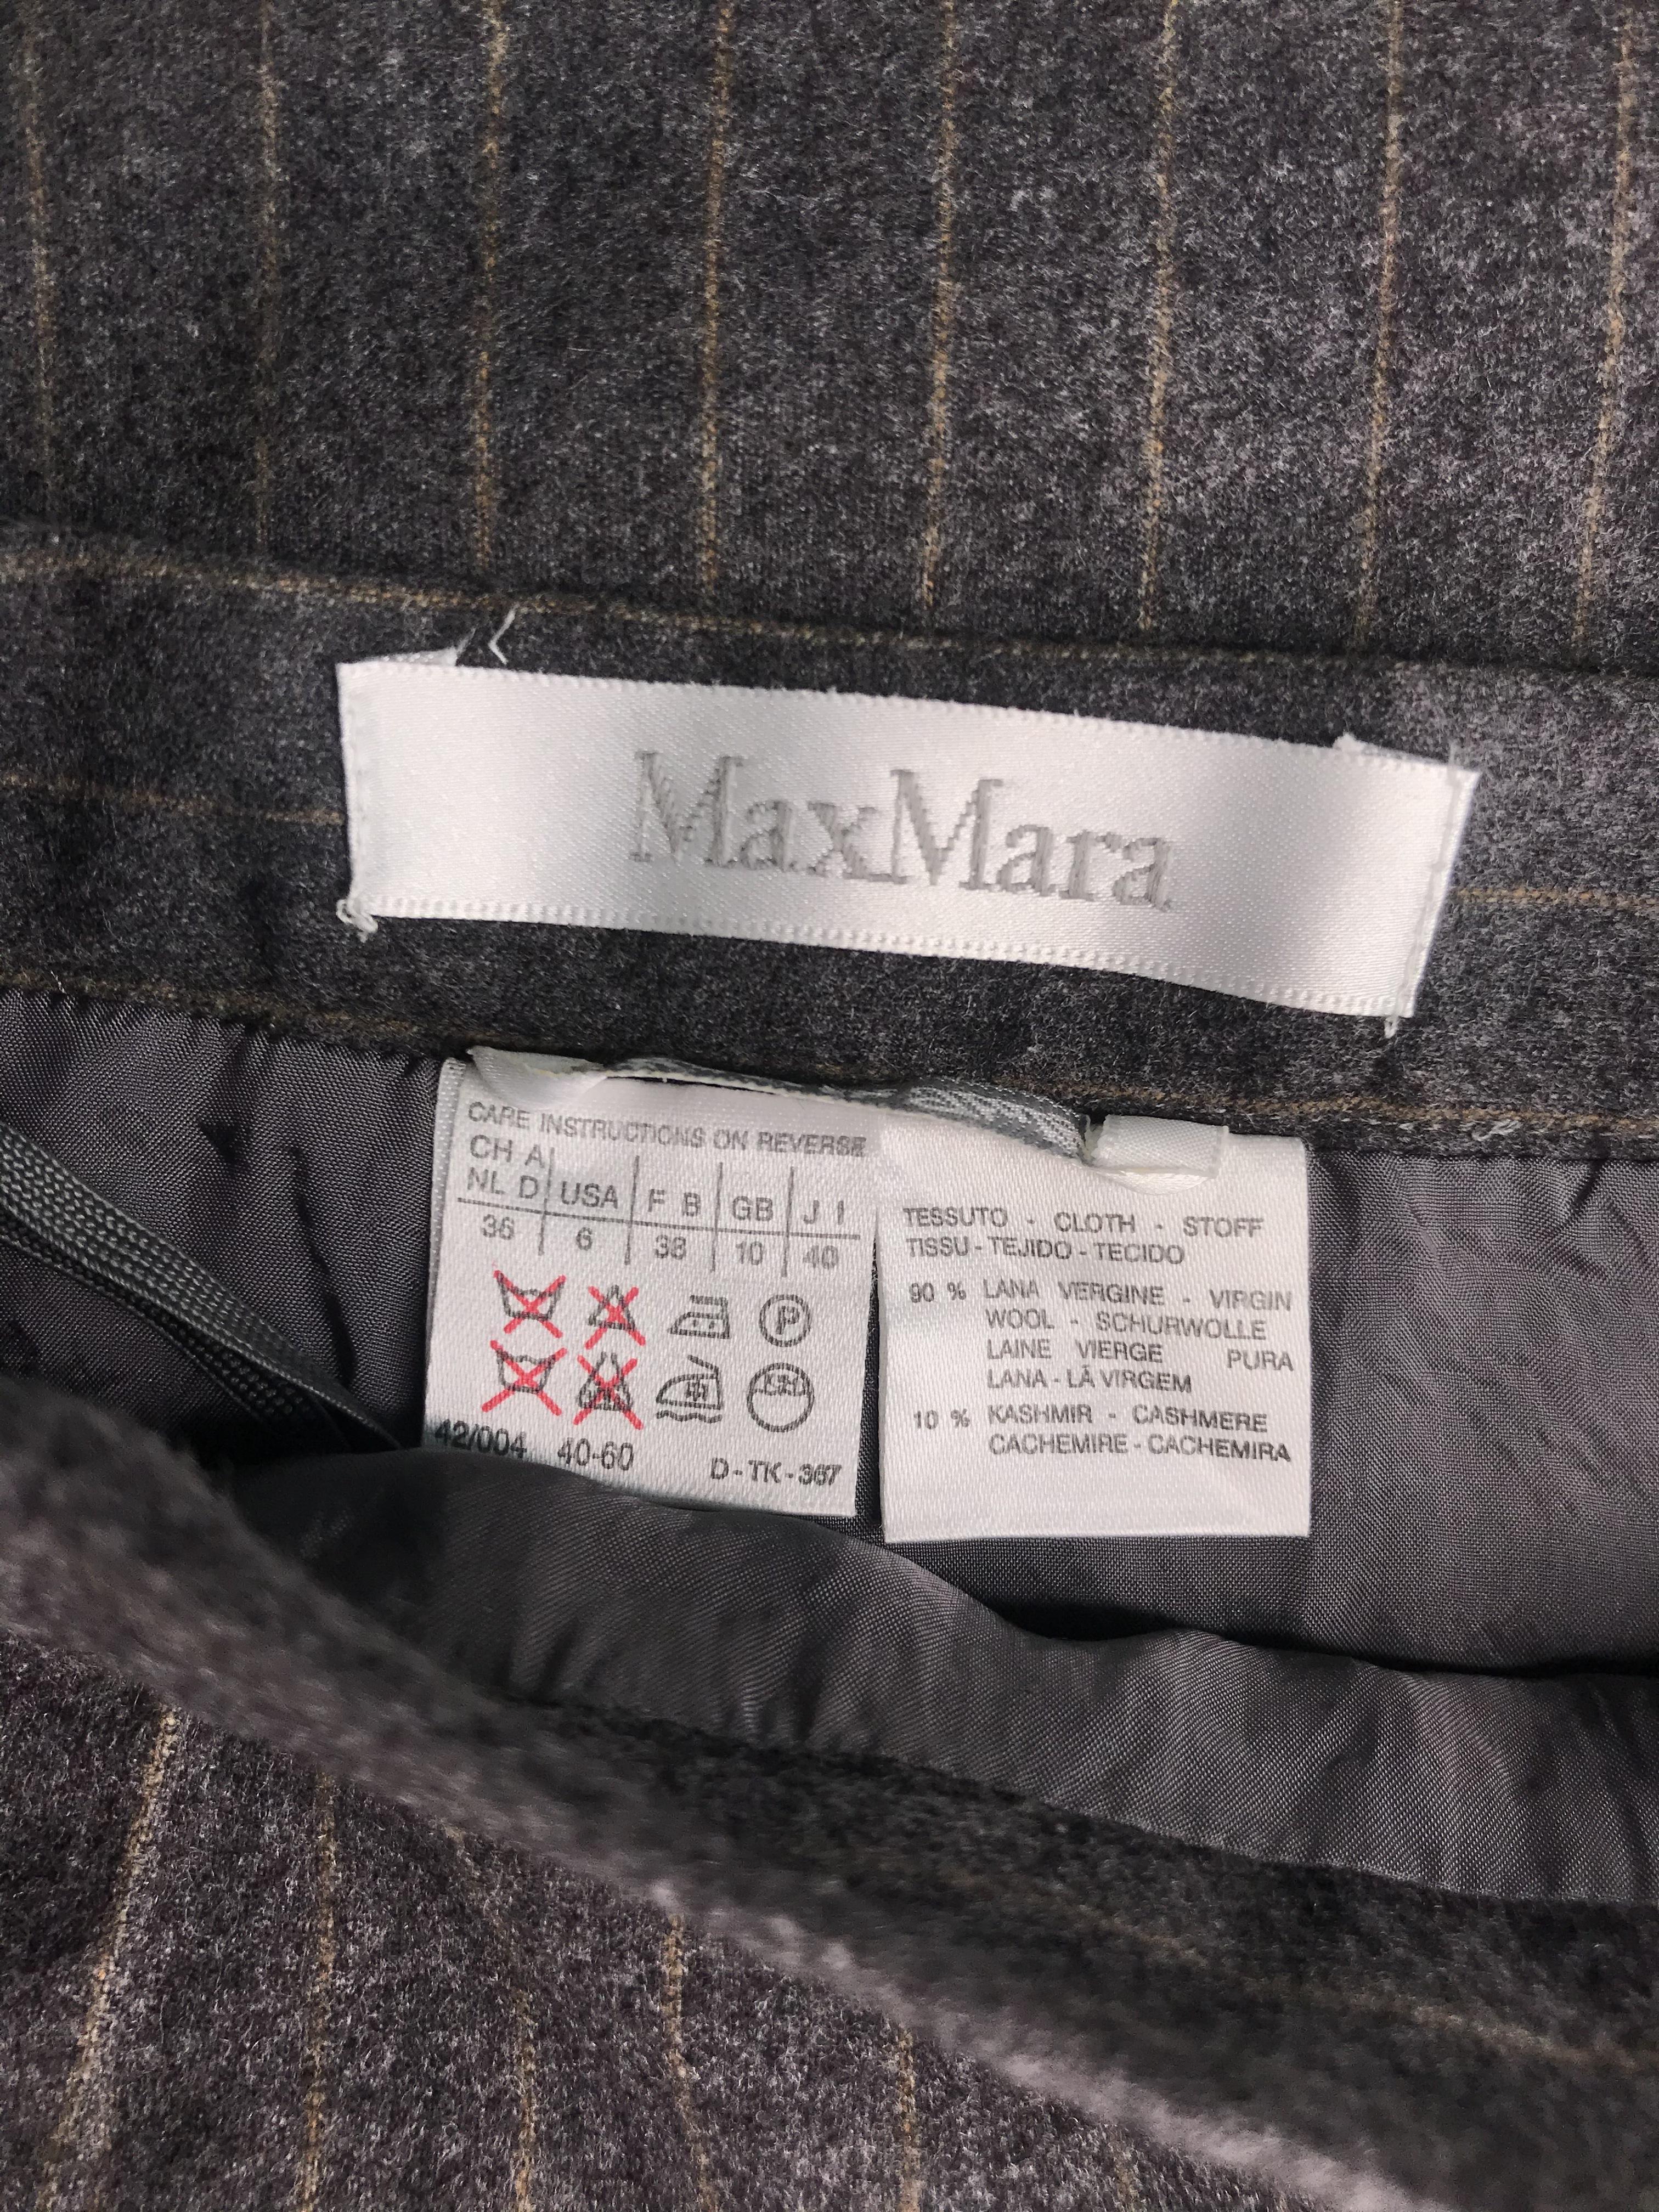 MaxMara
CARE INSTRUCTIONS ON REVERSE
CH A
NL D USA F B GB J I
36 6 38 10 40
P
42/004 40-60 D-TK-367
TESSUTO - CLOTH - STOFF
TISSU - TEJIDO - TECIDO
90 % LANA VERGINE - VIRGIN
WOOL - SCHURWOLLE
LAINE VIERGE PURA
LANA - LÃ VIRGEM
10 % KASHMIR - CASHMERE
CACHEMIRE - CACHEMIRA